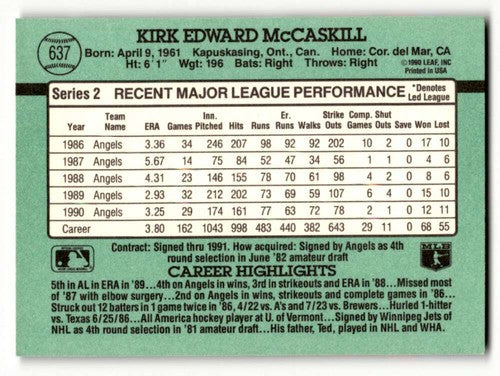 637
KIRK EDWARD McCASKILL
Born: April 9, 1961 Kapuskasing, Ont., Can. Home: Cor. del Mar, CA
Ht: 6' 1" Wgt: 196 Bats: Right Throws: Right
©1990 LEAF, INC.
Printed in USA
Series 2 RECENT MAJOR LEAGUE PERFORMANCE *Denotes Led League
Year Team Name ERA Games Inn. Pitched Hits Runs Er. Runs Walks Strike Outs Comp. Games Shut Outs Save Won Lost
1986 Angels 3.36 34 246 207 98 92 92 202 10 2 0 17 10
1987 Angels 5.67 14 75 84 52 47 34 56 1 1 0 4 6
1988 Angels 4.31 23 146 155 78 70 61 98 4 2 0 8 6
1989 Angels 2.93 32 212 202 73 69 59 107 6 4 0 15 10
1990 Angels 3.25 29 174 161 77 63 72 78 2 1 0 12 11
Career 3.80 162 1043 998 483 440 382 643 29 11 0 68 55
Contract: Signed thru 1991. How acquired: Signed by Angels as 4th
round selection in June '82 amateur draft
CAREER HIGHLIGHTS
MLB
5th in AL in ERA in '89...4th on Angels in wins, 3rd in strikeouts and ERA in '88...Missed most
of '87 with elbow surgery...2nd on Angels in wins, strikeouts and complete games in '86...
Struck out 12 batters in 1 game twice in '86, 4/22 vs. A's and 7/23 vs. Brewers...Hurled 1-hitter
vs. Texas 6/25/86...All America hockey player at U. of Vermont...Signed by Winnipeg Jets of
NHL as 4th round selection in '81 amateur draft...His father, Ted, played in NHL and WHA.